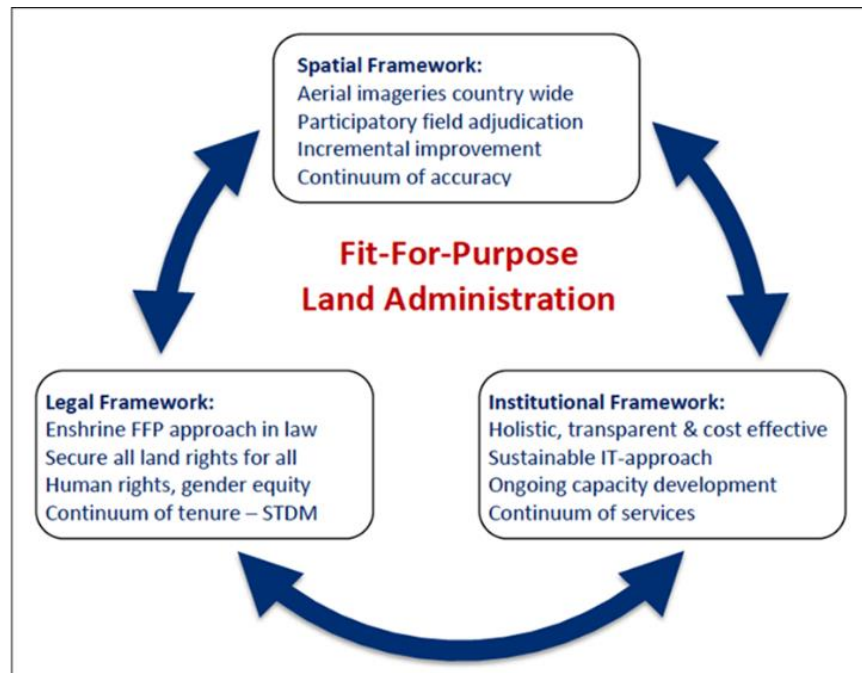 Spatial Framework:
Aerial imageries country wide
Participatory field adjudication
Incremental improvement
Continuum of accuracy
Fit-For-Purpose
Land Administration
Legal Framework:
Enshrine FFP approach in law
Secure all land rights for all
Human rights, gender equity
Continuum of tenure – STDM
Institutional Framework:
Holistic, transparent & cost effective
Sustainable IT-approach
Ongoing capacity development
Continuum of services